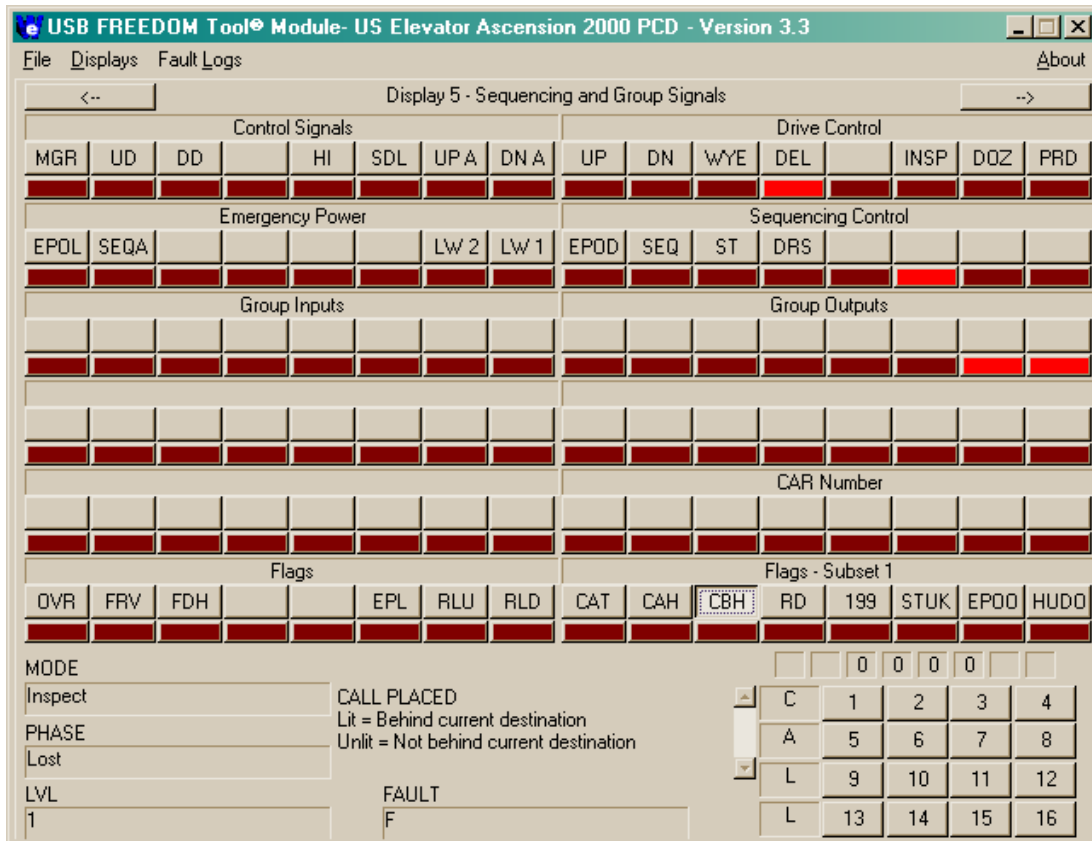 USB FREEDOM Tool® Module- US Elevator Ascension 2000 PCD - Version 3.3
File Displays Fault Logs About
<-- Display 5 - Sequencing and Group Signals -->
Control Signals Drive Control
MGR UD DD HI SDL UP A DN A UP DN WYE DEL INSP DOZ PRD
Emergency Power Sequencing Control
EPOL SEQA LW 2 LW 1 EPOD SEQ ST DRS
Group Inputs Group Outputs
CAR Number
Flags Flags - Subset 1
OVR FRV FDH EPL RLU RLD CAT CAH CBH RD 199 STUK EPOO HUDO
MODE
Inspect
PHASE
Lost
LVL
1
CALL PLACED
Lit = Behind current destination
Unlit = Not behind current destination
FAULT
F
0 0 0 0
C 1 2 3 4
A 5 6 7 8
L 9 10 11 12
L 13 14 15 16